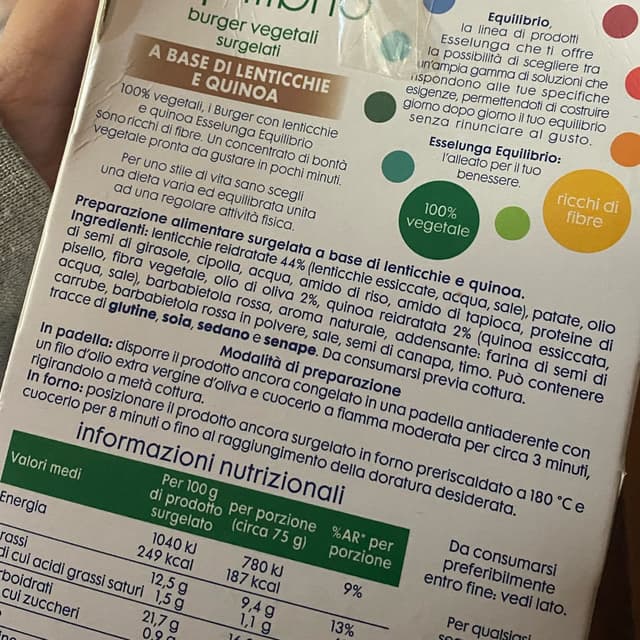 burger vegetali
surgelati
A BASE DI LENTICCHIE
E QUINOA
100% vegetali, i Burger con lenticchie
e quinoa Esselunga Equilibrio
sono ricchi di fibre. Un concentrato di bontà
vegetale pronta da gustare in pochi minuti.
Per uno stile di vita sano scegli
una dieta varia ed equilibrata unita
ad una regolare attività fisica.
Equilibrio,
la linea di prodotti
Esselunga che ti offre
la possibilità di scegliere tra
un'ampia gamma di soluzioni che
rispondono alle tue specifiche
esigenze, permettendoti di costruire
giorno dopo giorno il tuo equilibrio
senza rinunciare al gusto.
Esselunga Equilibrio:
l'alleato per il tuo
benessere.
100%
vegetale
ricchi di
fibre
Preparazione alimentare surgelata a base di lenticchie e quinoa.
Ingredienti: lenticchie reidratate 44% (lenticchie essiccate, acqua, sale), patate, olio
di semi di girasole, cipolla, acqua, amido di riso, amido di tapioca, proteine di
pisello, fibra vegetale, olio di oliva 2%, quinoa reidratata 2% (quinoa essiccata,
acqua, sale), barbabietola rossa, aroma naturale, addensante: farina di semi di
carrube, barbabietola rossa in polvere, sale, semi di canapa, timo. Può contenere
tracce di glutine, soia, sedano e senape. Da consumarsi previa cottura.
Modalità di preparazione
In padella: disporre il prodotto ancora congelato in una padella antiaderente con
un filo d'olio extra vergine d'oliva e cuocerlo a fiamma moderata per circa 3 minuti,
rigirandolo a metà cottura.
In forno: posizionare il prodotto ancora surgelato in forno preriscaldato a 180 °C e
cuocerlo per 8 minuti o fino al raggiungimento della doratura desiderata.
informazioni nutrizionali
Valori medi
Per 100 g
di prodotto
surgelato
per porzione
(circa 75 g)
%AR* per
porzione
Energia
1040 kJ 780 kJ
249 kcal 187 kcal 9%
12,5 g 9,4 g 13%
di cui acidi grassi saturi 1,5 g 1,1 g
21,7 g
cui zuccheri
Da consumarsi
preferibilmente
entro fine: vedi lato.
Per qualsiasi